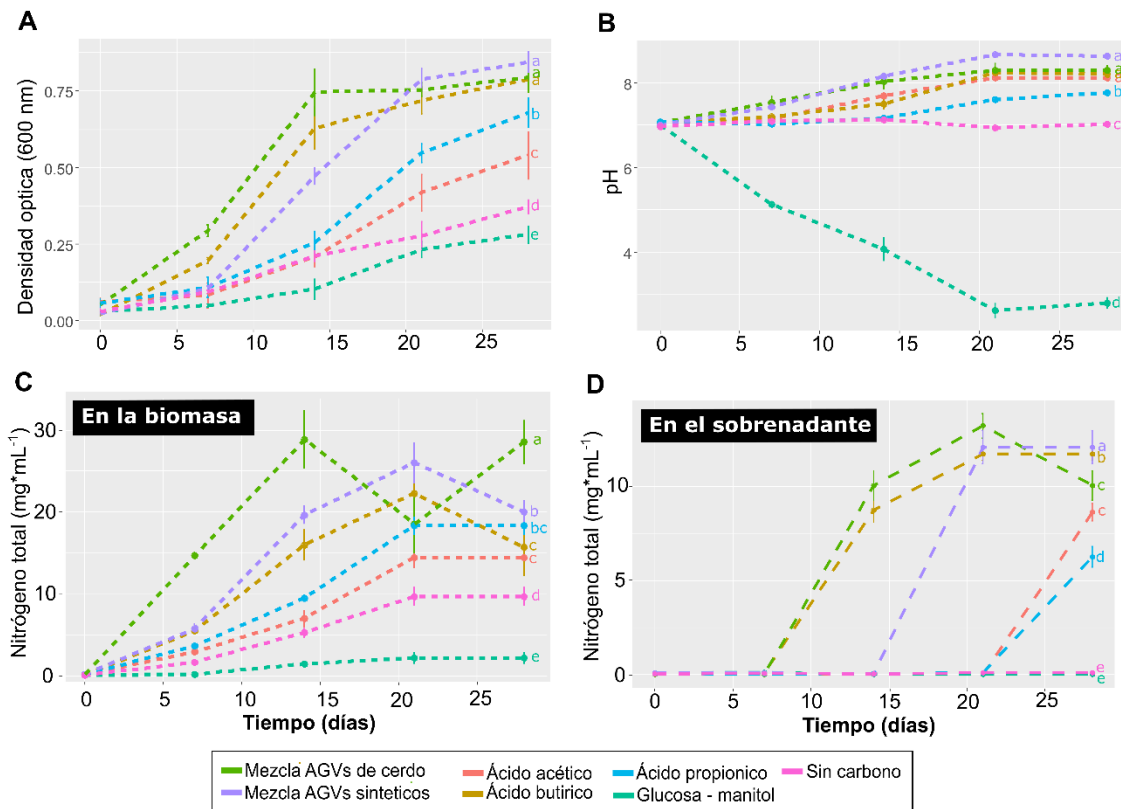 A
Densidad optica (600 nm)
0.75
0.50
0.25
0.00
0 5 10 15 20 25
a
a
a
b
c
d
e
B
pH
8
6
4
0 5 10 15 20 25
a
a
a
a
b
c
d
C
En la biomasa
Nitrógeno total (mg*mL-1)
30
20
10
0
0 5 10 15 20 25
Tiempo (días)
a
b
bc
c
c
d
e
D
En el sobrenadante
Nitrógeno total (mg*mL-1)
10
5
0
0 5 10 15 20 25
Tiempo (días)
a
b
c
c
d
e
e
Mezcla AGVs de cerdo
Ácido acético
Ácido propionico
Sin carbono
Mezcla AGVs sinteticos
Ácido butirico
Glucosa - manitol